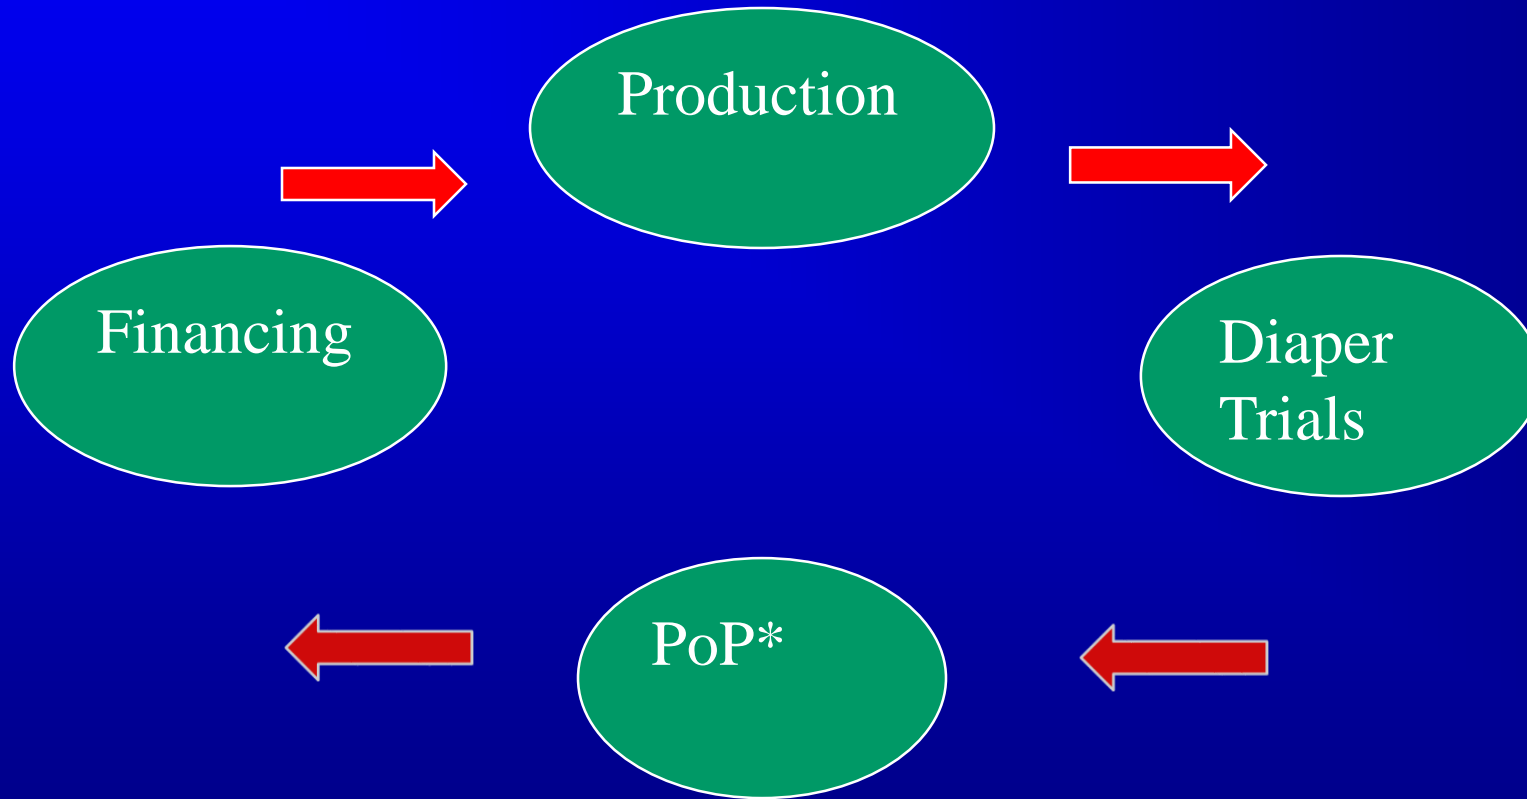 Production
Financing
Diaper
Trials
PoP*